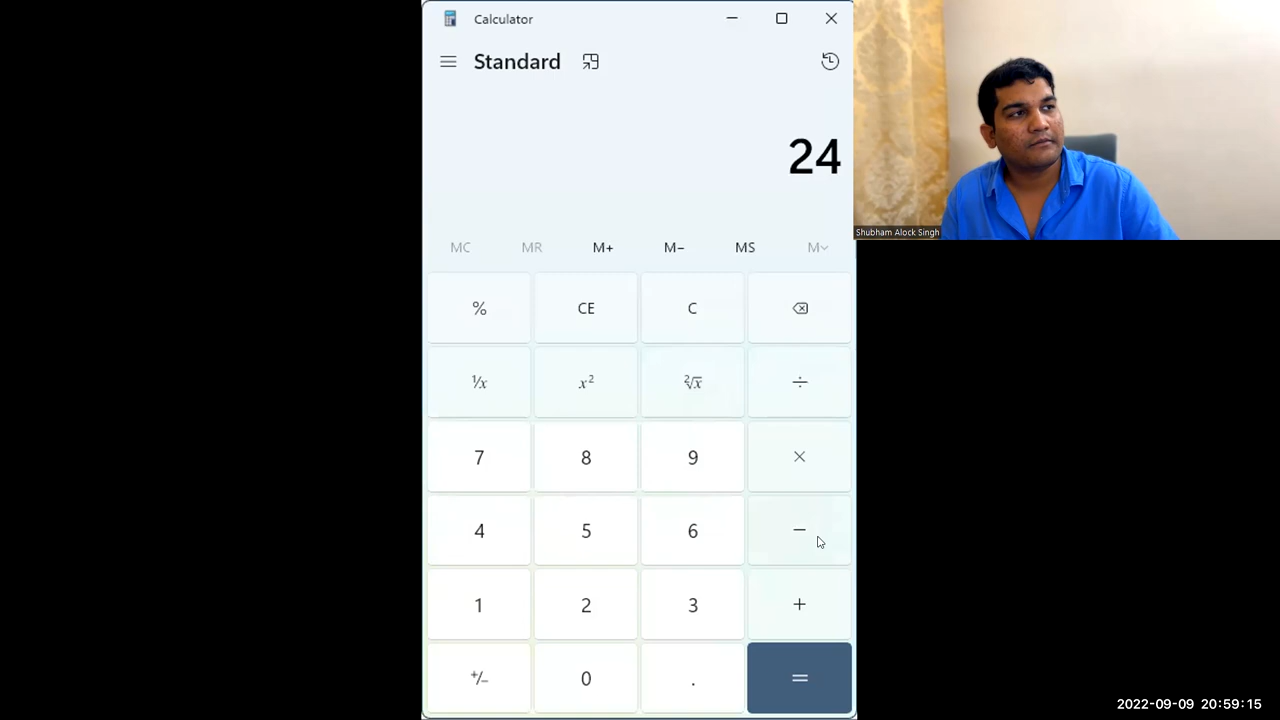 Calculator
Standard
24
MC MR M+ M− MS M
% CE C
¹/x x² ²√x ÷
7 8 9 ×
4 5 6 −
1 2 3 +
+/− 0 . =
Shubham Alock Singh
2022-09-09 20:59:15